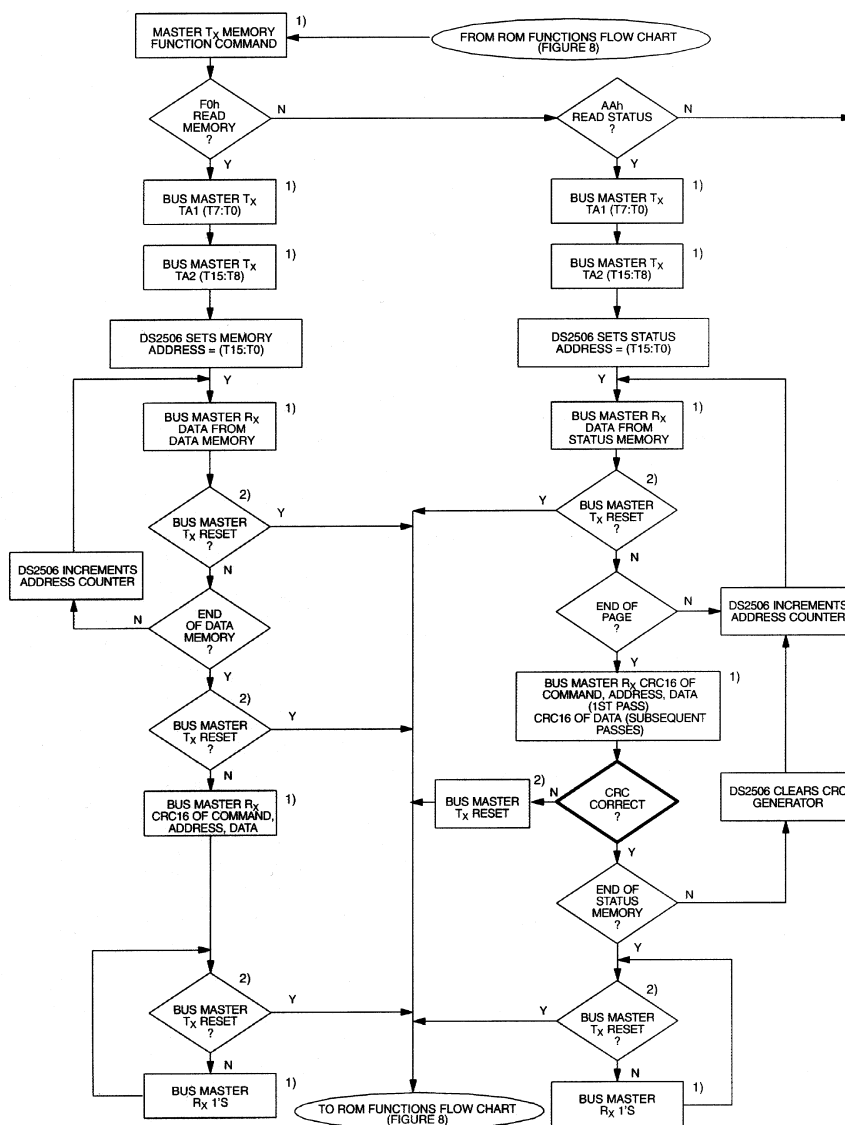 MASTER TX MEMORY
FUNCTION COMMAND
1)
FROM ROM FUNCTIONS FLOW CHART
(FIGURE 8)
F0h
READ
MEMORY
?
N
Y
AAh
READ STATUS
?
N
Y
BUS MASTER TX
TA1 (T7:T0)
1)
BUS MASTER TX
TA1 (T7:T0)
1)
BUS MASTER TX
TA2 (T15:T8)
1)
BUS MASTER TX
TA2 (T15:T8)
1)
DS2506 SETS MEMORY
ADDRESS = (T15:T0)
DS2506 SETS STATUS
ADDRESS = (T15:T0)
Y
Y
BUS MASTER RX
DATA FROM
DATA MEMORY
1)
BUS MASTER RX
DATA FROM
STATUS MEMORY
1)
BUS MASTER
TX RESET
?
2)
Y
N
BUS MASTER
TX RESET
?
2)
Y
N
DS2506 INCREMENTS
ADDRESS COUNTER
END
OF DATA
MEMORY
?
N
Y
END OF
PAGE
?
N
Y
DS2506 INCREMENTS
ADDRESS COUNTER
BUS MASTER
TX RESET
?
2)
Y
N
BUS MASTER RX CRC16 OF
COMMAND, ADDRESS, DATA
(1ST PASS)
CRC16 OF DATA (SUBSEQUENT
PASSES)
1)
BUS MASTER RX
CRC16 OF COMMAND,
ADDRESS, DATA
1)
BUS MASTER
TX RESET
2)
N
CRC
CORRECT
?
Y
DS2506 CLEARS CRC
GENERATOR
END OF
STATUS
MEMORY
?
N
Y
BUS MASTER
TX RESET
?
2)
Y
N
BUS MASTER
TX RESET
?
2)
Y
N
BUS MASTER
RX 1'S
1)
TO ROM FUNCTIONS FLOW CHART
(FIGURE 8)
BUS MASTER
RX 1'S
1)